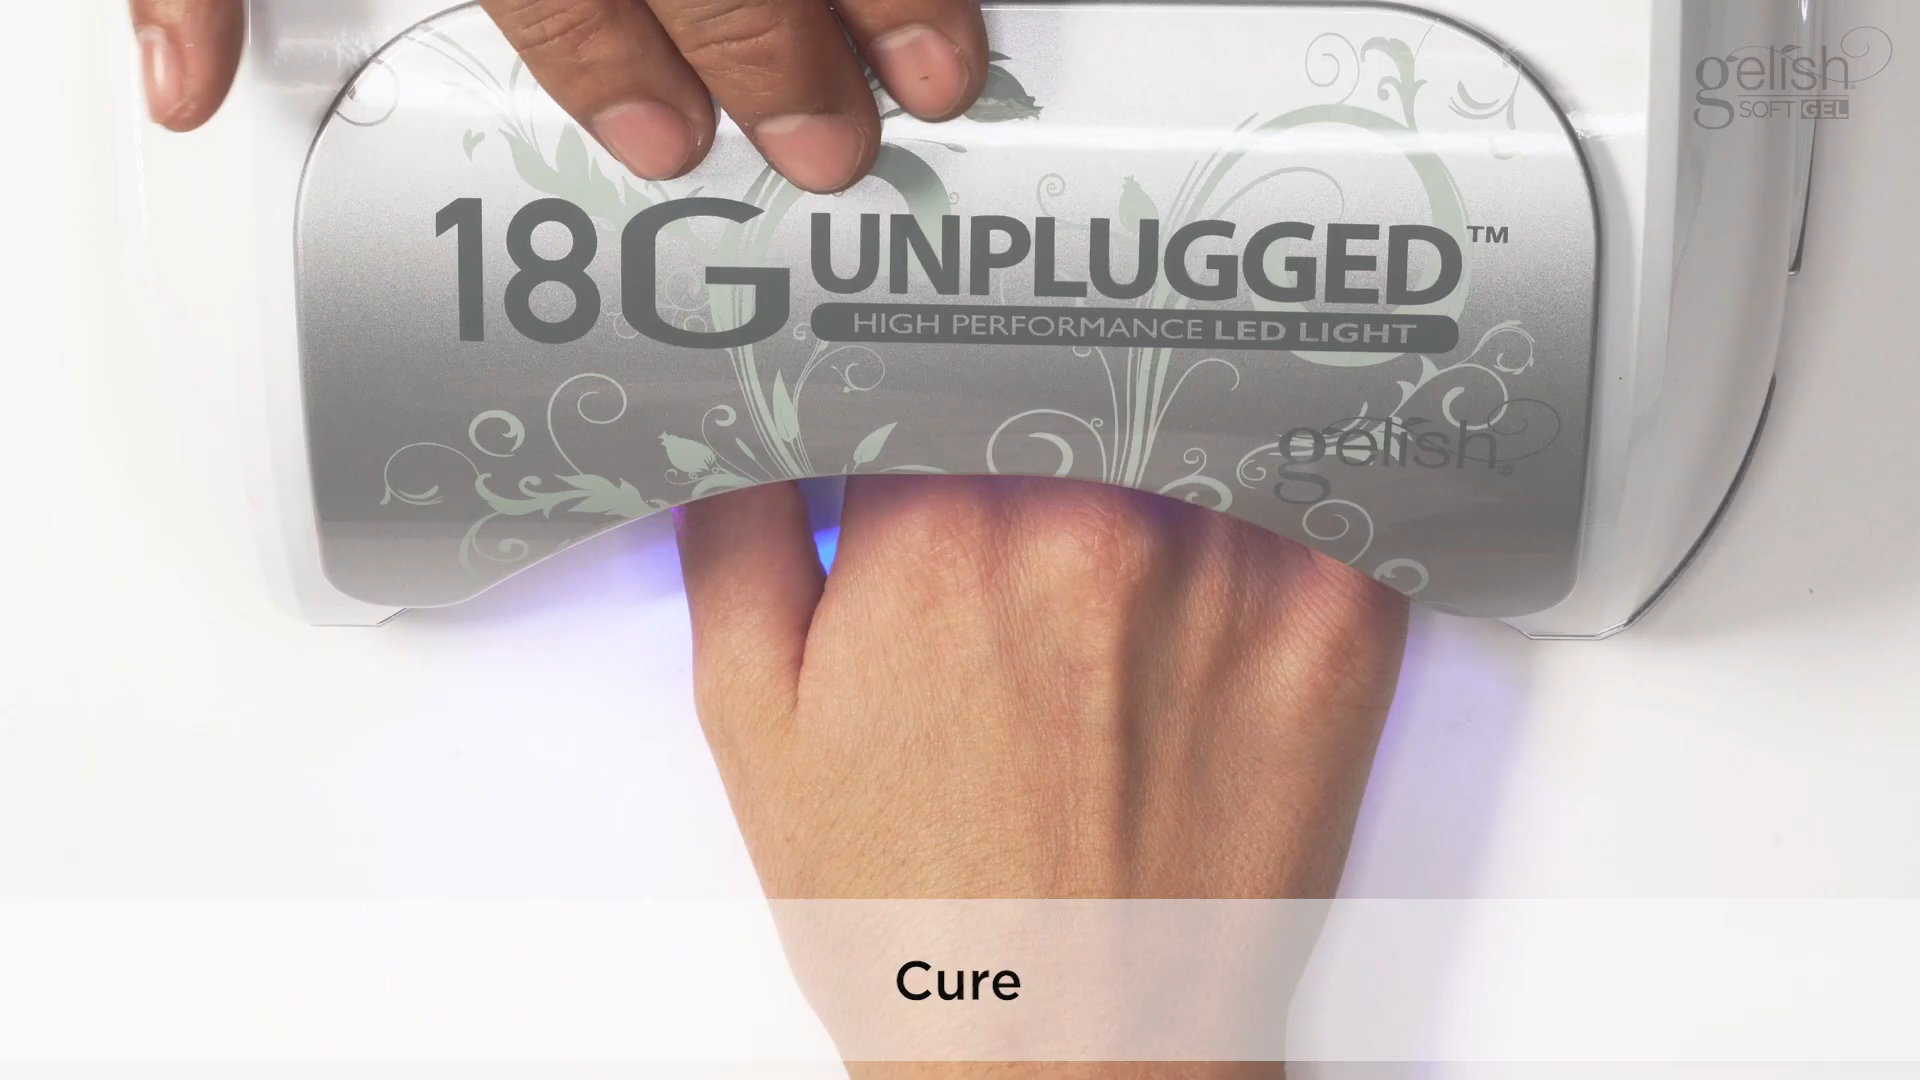 gelish
SOFT GEL
18G UNPLUGGED™
HIGH PERFORMANCE LED LIGHT
gelish®
Cure